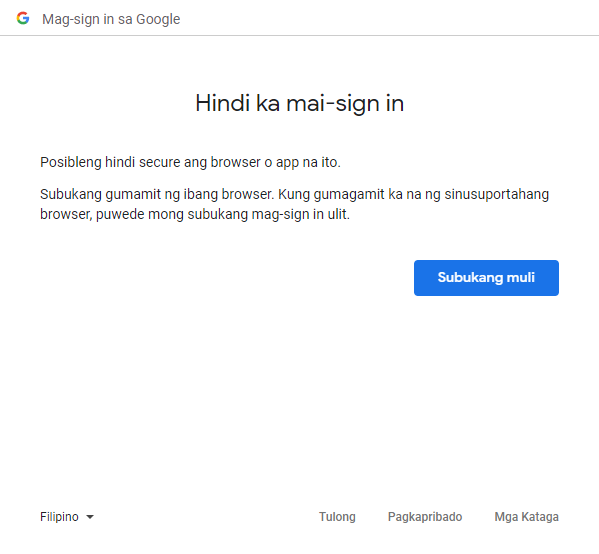 Mag-sign in sa Google
Hindi ka mai-sign in
Posibleng hindi secure ang browser o app na ito.
Subukang gumamit ng ibang browser. Kung gumagamit ka na ng sinusuportahang
browser, puwede mong subukang mag-sign in ulit.
Subukang muli
Filipino
Tulong
Pagkapribado
Mga Kataga